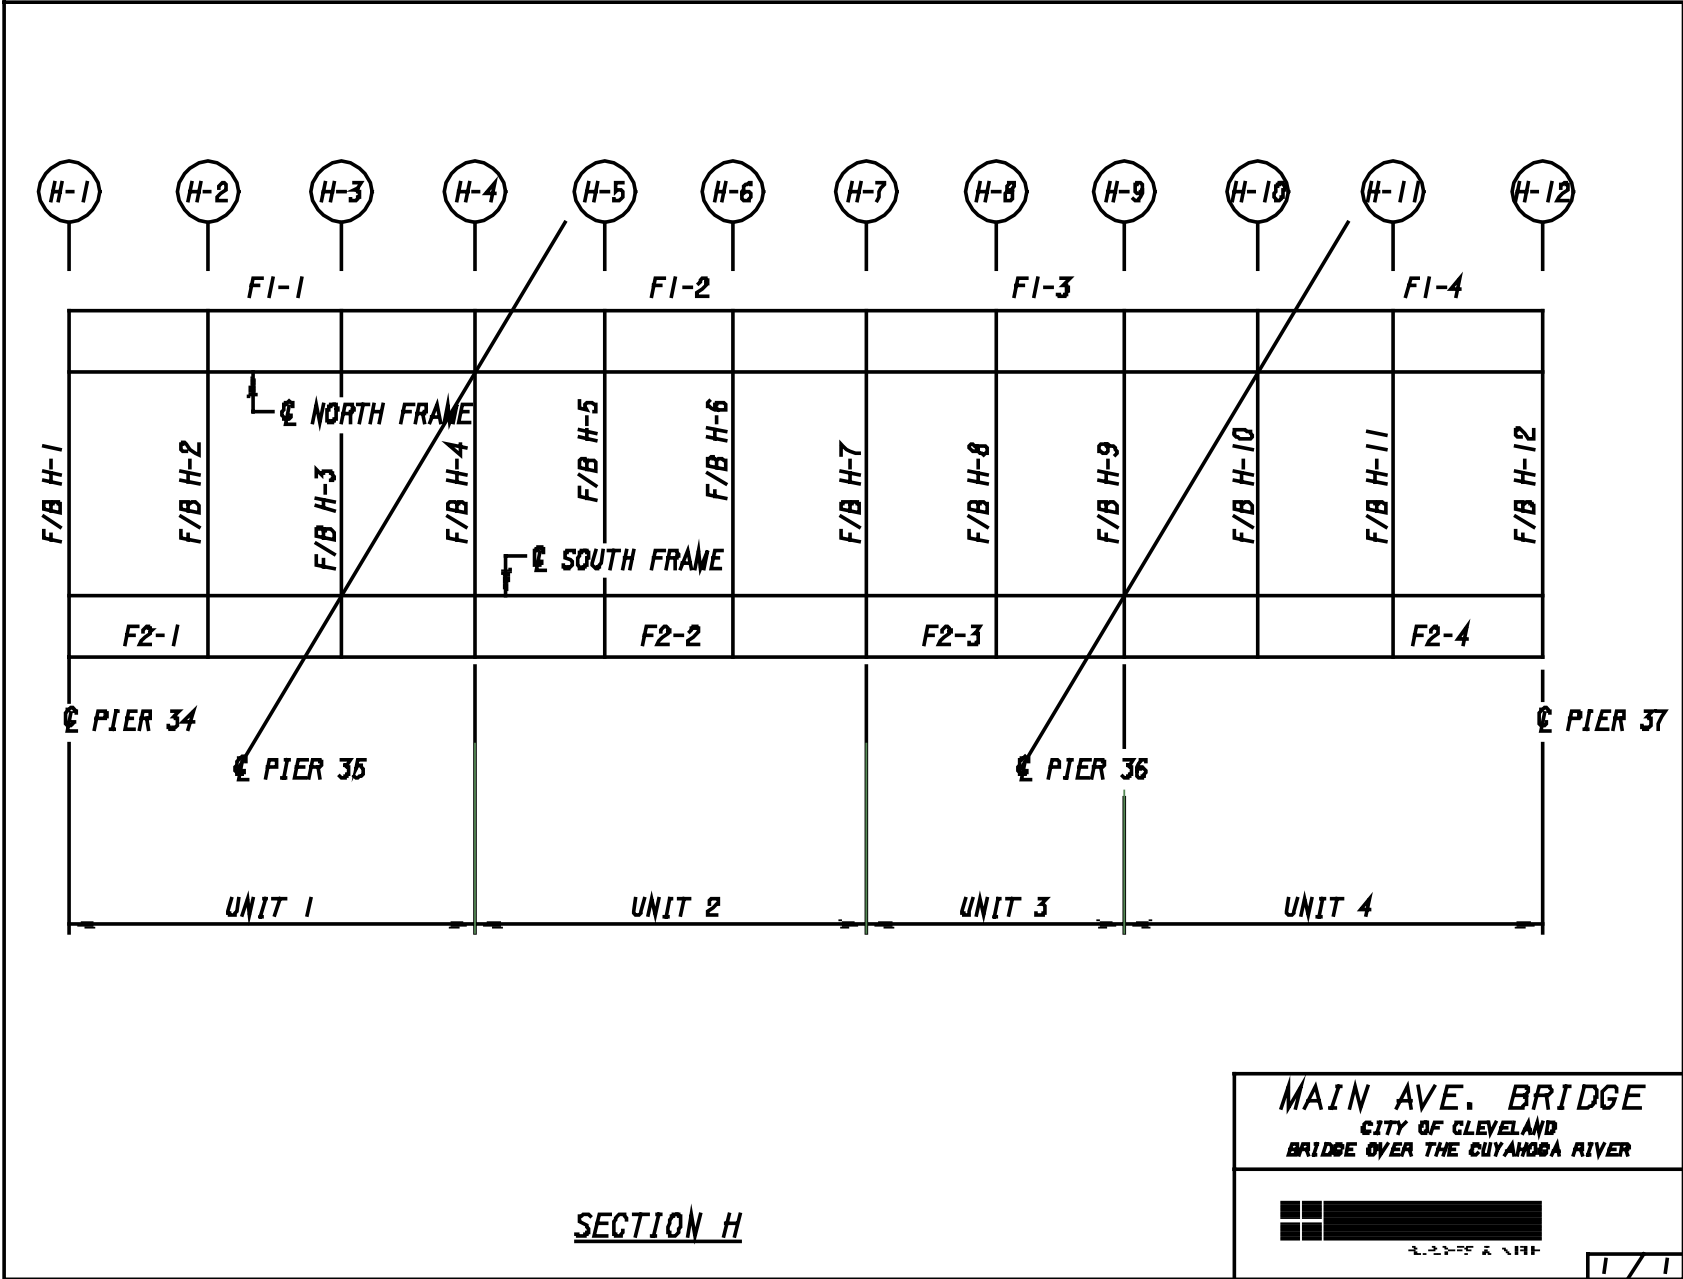 H-1 H-2 H-3 H-4 H-5 H-6 H-7 H-8 H-9 H-10 H-11 H-12
F1-1 F1-2 F1-3 F1-4
℄ NORTH FRAME
F/B H-1
F/B H-2
F/B H-3
F/B H-4
F/B H-5
F/B H-6
F/B H-7
F/B H-8
F/B H-9
F/B H-10
F/B H-11
F/B H-12
℄ SOUTH FRAME
F2-1 F2-2 F2-3 F2-4
℄ PIER 34
℄ PIER 37
℄ PIER 35
℄ PIER 36
UNIT 1 UNIT 2 UNIT 3 UNIT 4
MAIN AVE. BRIDGE
CITY OF CLEVELAND
BRIDGE OVER THE CUYAHOGA RIVER
SECTION H
1 / 1